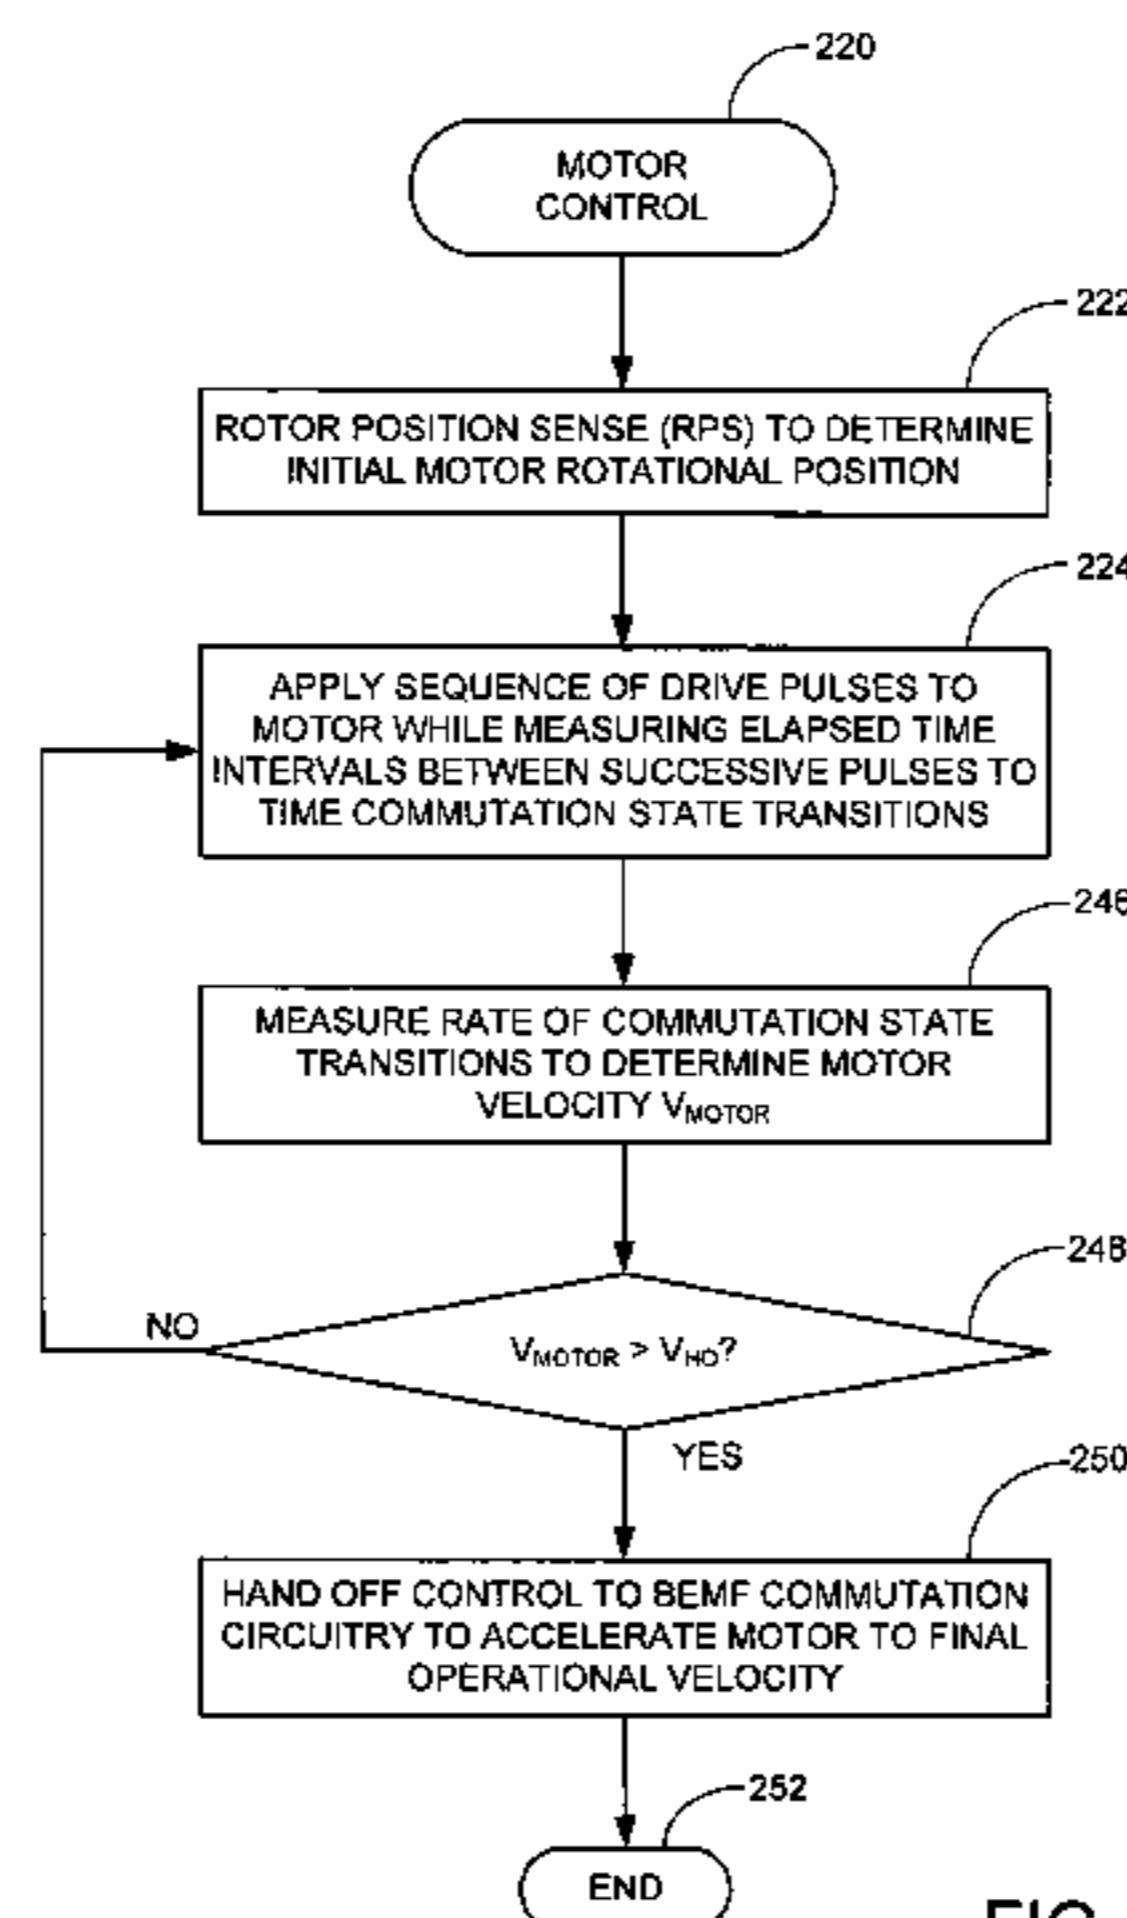 220
MOTOR
CONTROL
222
ROTOR POSITION SENSE (RPS) TO DETERMINE
INITIAL MOTOR ROTATIONAL POSITION
224
APPLY SEQUENCE OF DRIVE PULSES TO
MOTOR WHILE MEASURING ELAPSED TIME
INTERVALS BETWEEN SUCCESSIVE PULSES TO
TIME COMMUTATION STATE TRANSITIONS
246
MEASURE RATE OF COMMUTATION STATE
TRANSITIONS TO DETERMINE MOTOR
VELOCITY VMOTOR
248
NO
VMOTOR > VHO?
YES
250
HAND OFF CONTROL TO BEMF COMMUTATION
CIRCUITRY TO ACCELERATE MOTOR TO FINAL
OPERATIONAL VELOCITY
252
END
FIG